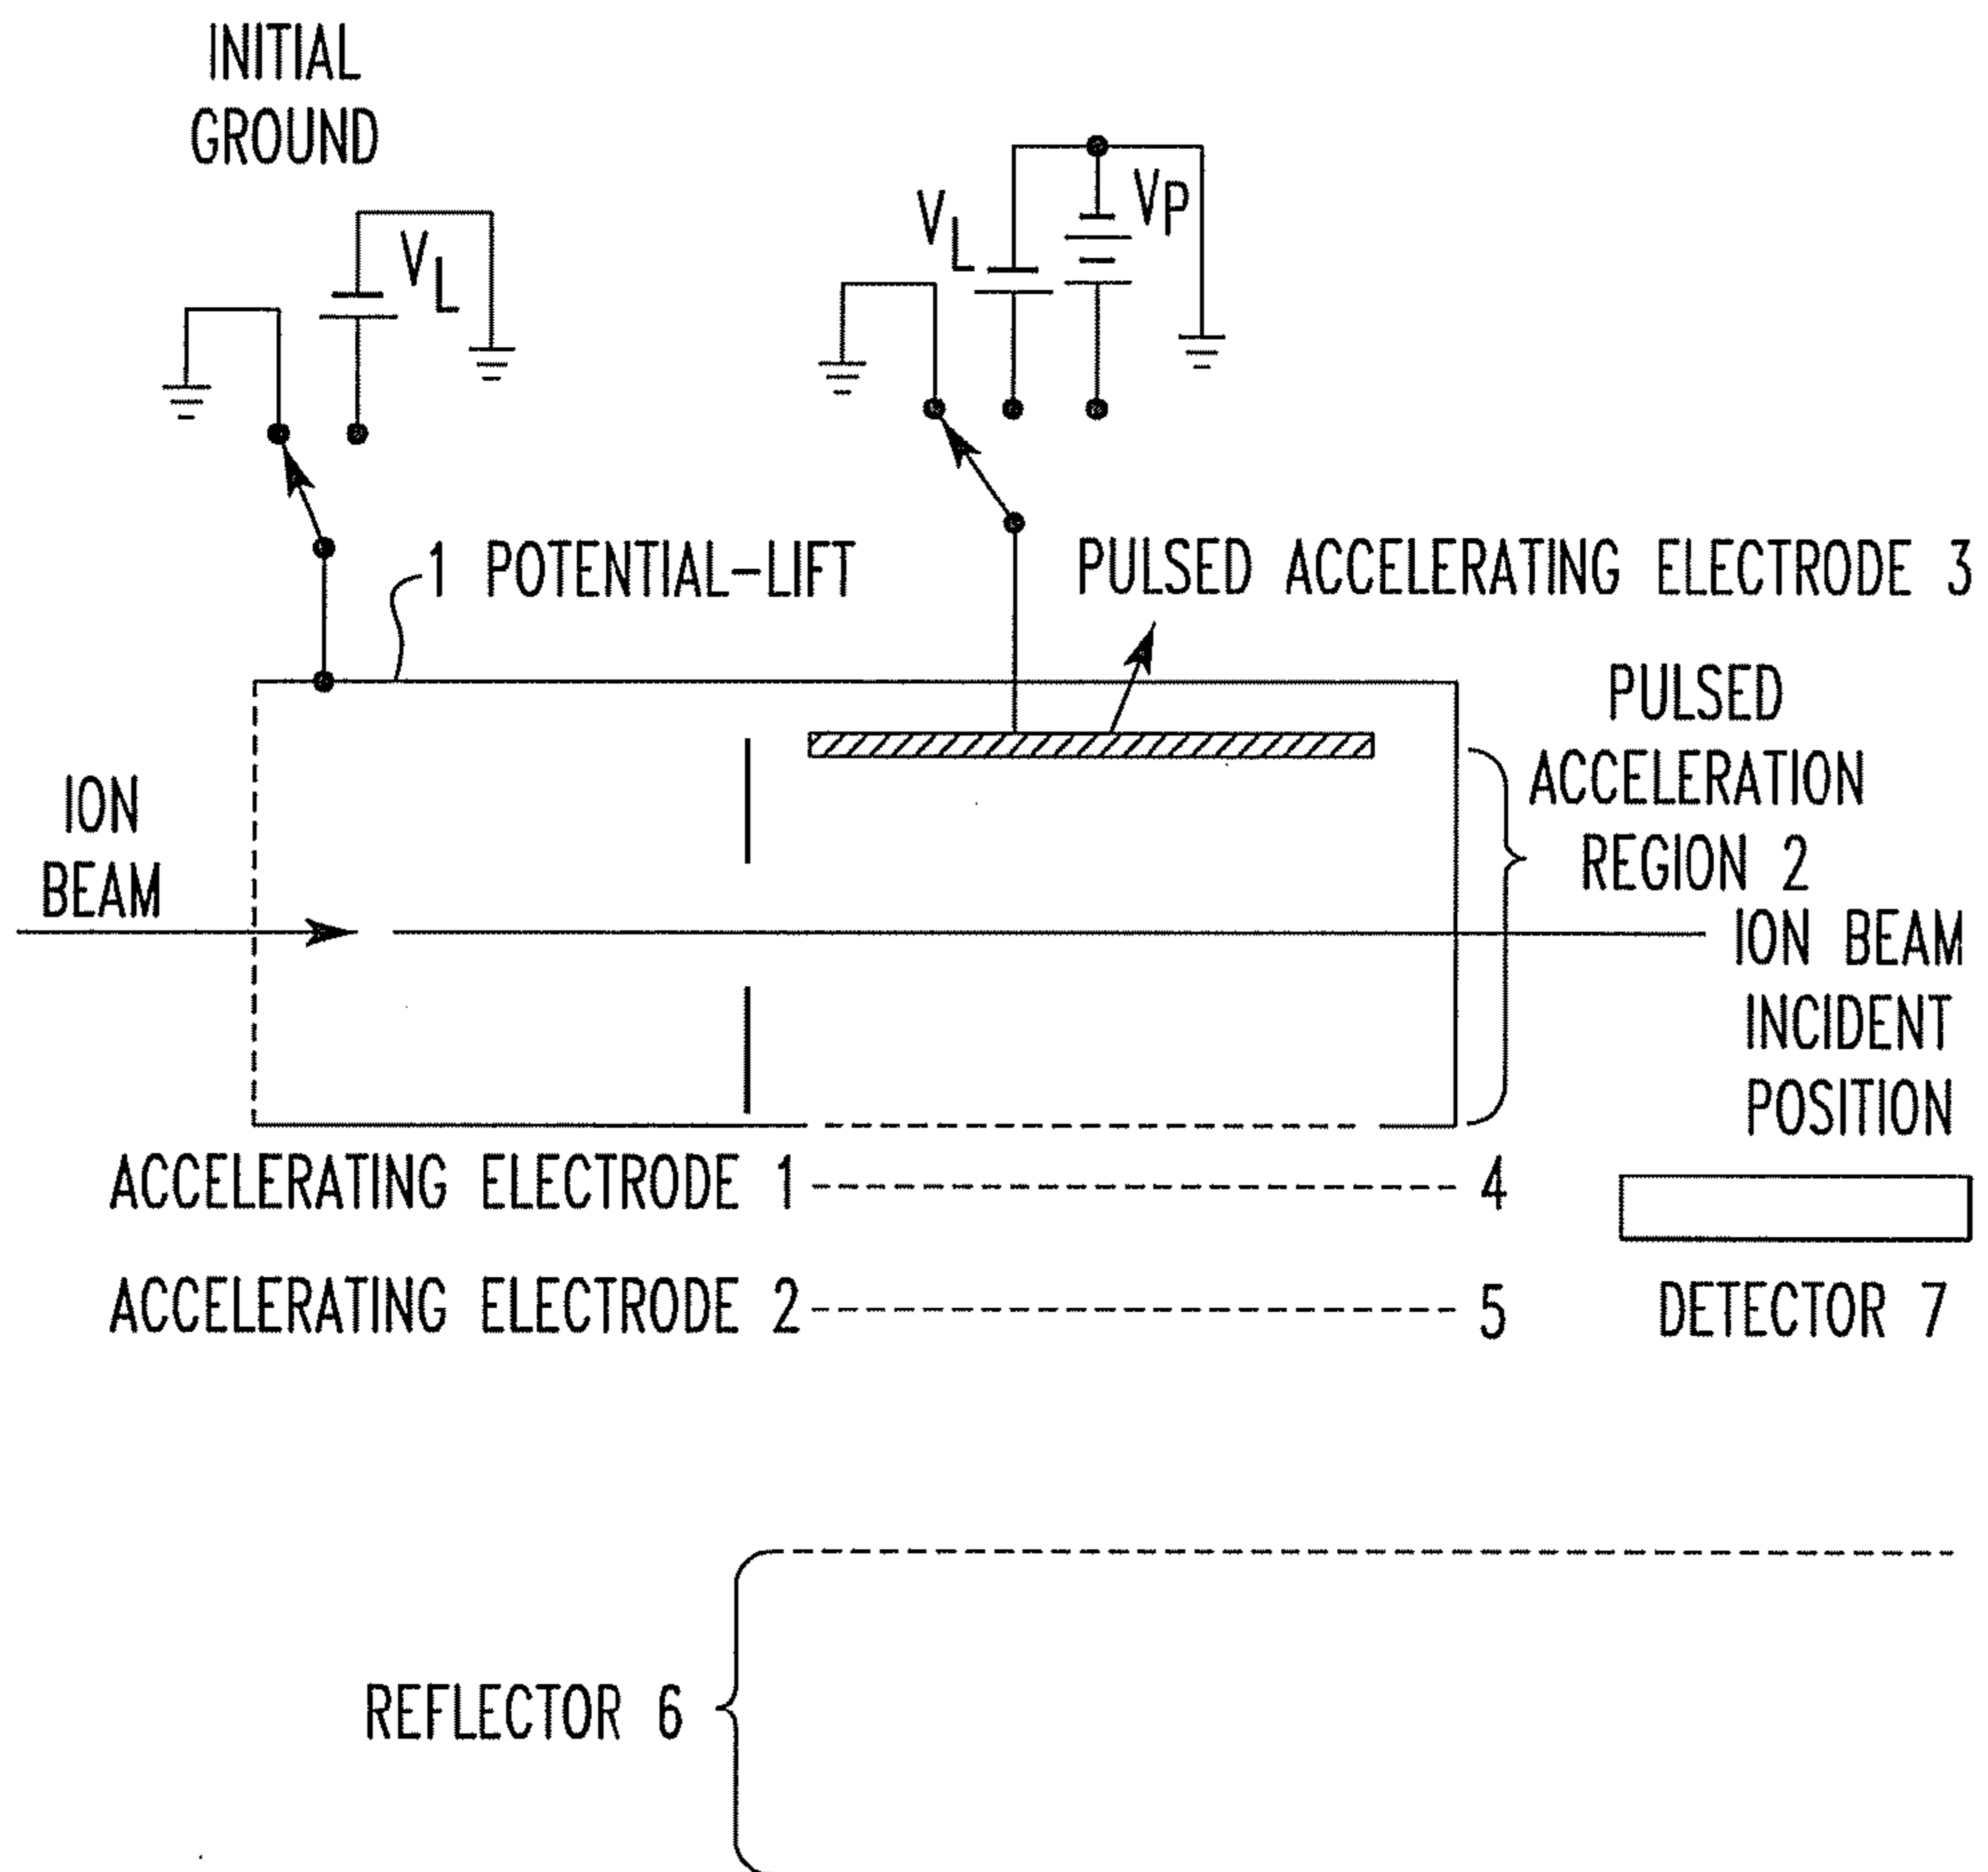 INITIAL
GROUND
VL
VL
VP
1 POTENTIAL-LIFT
PULSED ACCELERATING ELECTRODE 3
PULSED
ACCELERATION
REGION 2
ION
BEAM
ION BEAM
INCIDENT
POSITION
ACCELERATING ELECTRODE 1
4
ACCELERATING ELECTRODE 2
5
DETECTOR 7
REFLECTOR 6